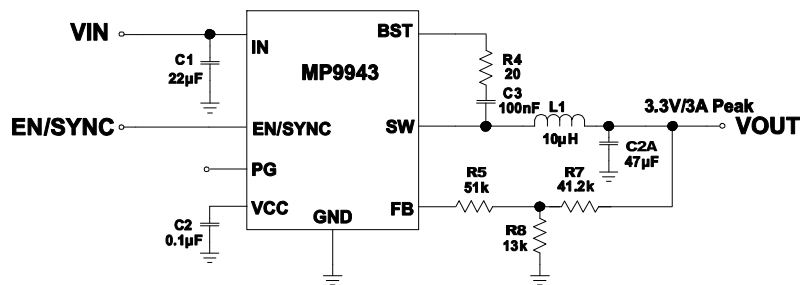 VIN
C1
22µF
IN
BST
MP9943
R4
20
C3
100nF
L1
10µH
3.3V/3A Peak
EN/SYNC
EN/SYNC
SW
VOUT
C2A
47µF
PG
R5
51k
R7
41.2k
VCC
FB
GND
C2
0.1µF
R8
13k